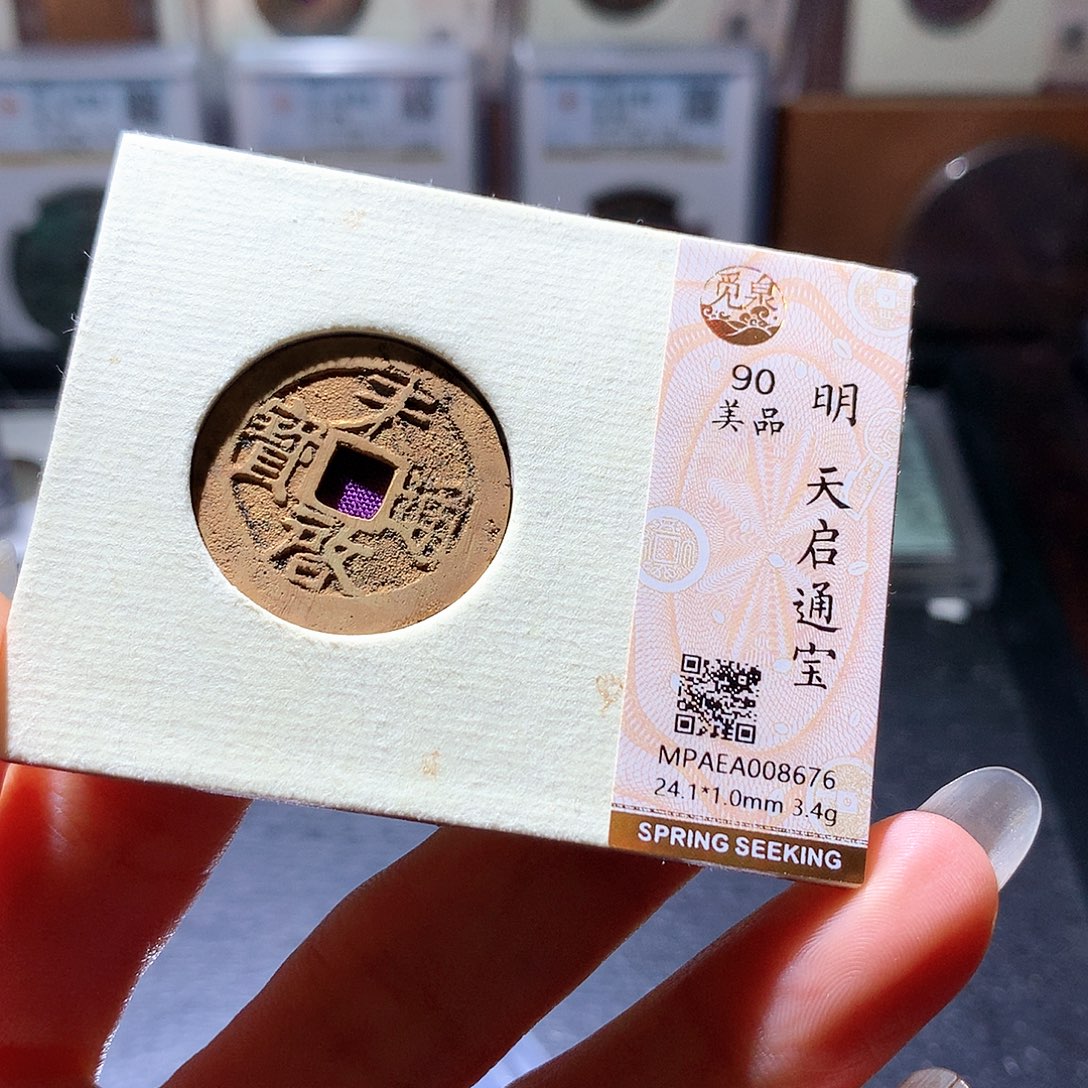 天啓通寶
觅泉
90
美品
明 天启通宝
MPAEA008676
24.1*1.0mm 3.4g
SPRING SEEKING